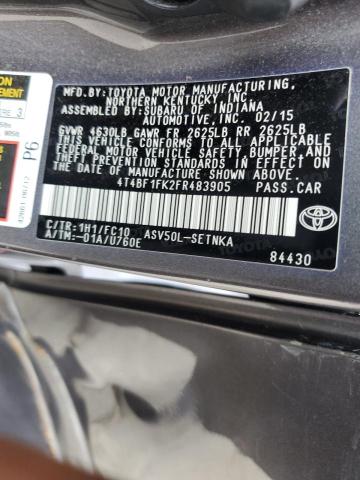 MFD.BY:TOYOTA MOTOR MANUFACTURING,
NORTHERN KENTUCKY, INC.
ASSEMBLED BY:SUBARU OF INDIANA
AUTOMOTIVE, INC. 02/15
GVWR 4630LB GAWR FR 2625LB RR 2625LB
THIS VEHICLE CONFORMS TO ALL APPLICABLE
FEDERAL MOTOR VEHICLE SAFETY, BUMPER, AND
THEFT PREVENTION STANDARDS IN
EFFECT ON THE DATE OF
MANUFACTURE SHOWN ABOVE.
4T4BF1FK2FR483905 PASS.CAR
C/TR:1H1/FC10 ASV50L-SETNKA
A/TM:-01A/U760E
TOYOTA
84430
P6
3